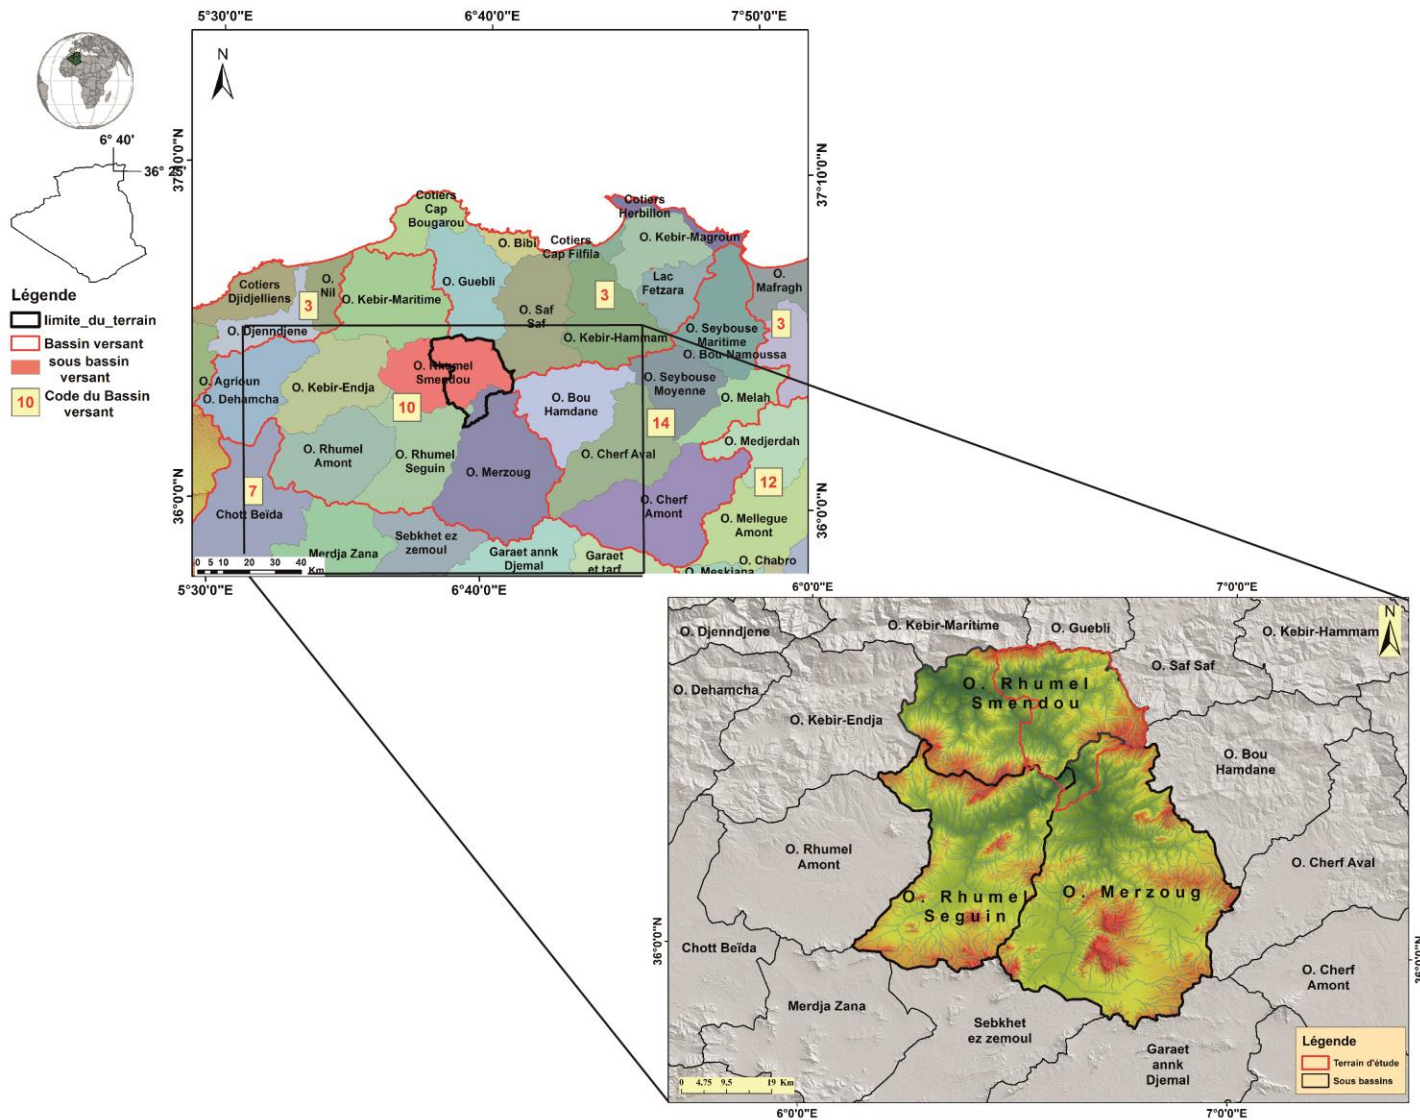 5°30'0"E
6°40'0"E
7°50'0"E
N
6° 40'
36° 25'
37°10'0"N
37°10'0"N
Cotiers
Cap
Bougarou
Cotiers
Herbillon
O. Bibi
Cotiers
Cap Filfila
O. Kebir-Magroun
Cotiers
Djidjelliens
O.
Nil
O. Kebir-Maritime
O. Guebli
Lac
Fetzara
O.
Mafragh
3
3
3
O. Saf
Saf
O. Djenndjene
O. Kebir-Hammam
O. Seybouse
Maritime
O. Bou-Namoussa
Légende
limite_du_terrain
Bassin versant
sous bassin
versant
10
Code du Bassin
versant
O. Agrioun
O. Dehamcha
O. Kebir-Endja
O. Rhumel
Smendou
10
O. Bou
Hamdane
O. Seybouse
Moyenne
O. Melah
14
O. Medjerdah
O. Rhumel
Amont
O. Rhumel
Seguin
O. Merzoug
O. Cherf Aval
12
7
Chott Beïda
O. Cherf
Amont
O. Mellegue
Amont
36°0'0"N
36°0'0"N
Merdja Zana
Sebkhet ez
zemoul
Garaet annk
Djemal
Garaet
et tarf
O. Chabro
O. Meskiana
0 5 10 20 30 40
Km
5°30'0"E
6°40'0"E
6°0'0"E
7°0'0"E
N
O. Djenndjene
O. Kebir-Maritime
O. Guebli
O. Kebir-Hammam
O. Saf Saf
O. Dehamcha
O. Kebir-Endja
O. Rhumel
Smendou
O. Bou
Hamdane
O. Rhumel
Amont
O. Cherf Aval
O. Rhumel
Seguin
O. Merzoug
Chott Beïda
36°0'0"N
36°0'0"N
O. Cherf
Amont
Merdja Zana
Sebkhet
ez zemoul
Garaet
annk
Djemal
Légende
Terrain d'étude
Sous bassins
0 4,75 9,5 19 Km
6°0'0"E
7°0'0"E